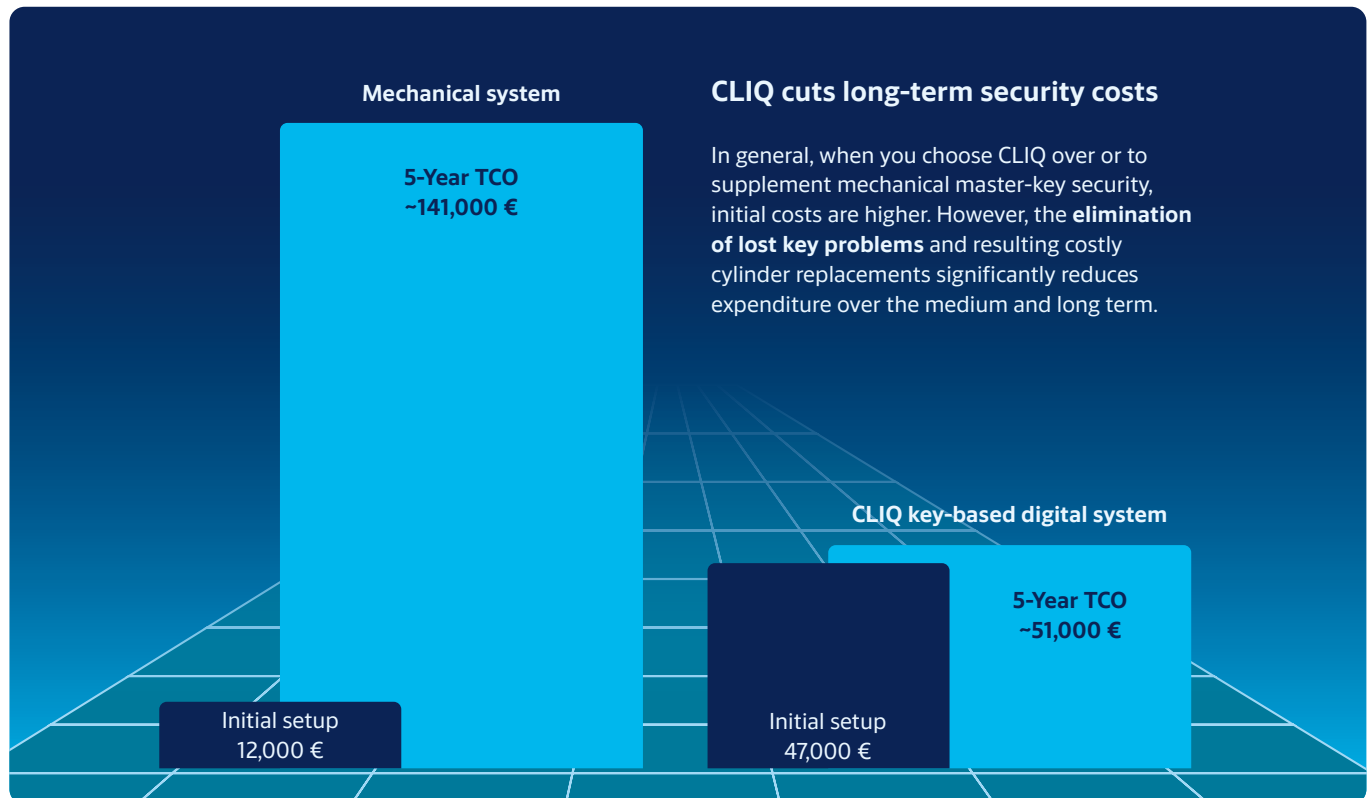 Mechanical system
5-Year TCO
~141,000 €
Initial setup
12,000 €
CLIQ cuts long-term security costs
In general, when you choose CLIQ over or to
supplement mechanical master-key security,
initial costs are higher. However, the elimination
of lost key problems and resulting costly
cylinder replacements significantly reduces
expenditure over the medium and long term.
CLIQ key-based digital system
5-Year TCO
~51,000 €
Initial setup
47,000 €